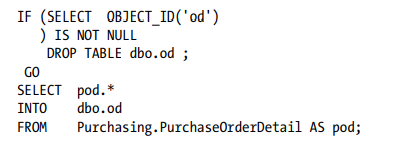 IF (SELECT OBJECT_ID('od')
) IS NOT NULL
DROP TABLE dbo.od ;
GO
SELECT pod.*
INTO dbo.od
FROM Purchasing.PurchaseOrderDetail AS pod;